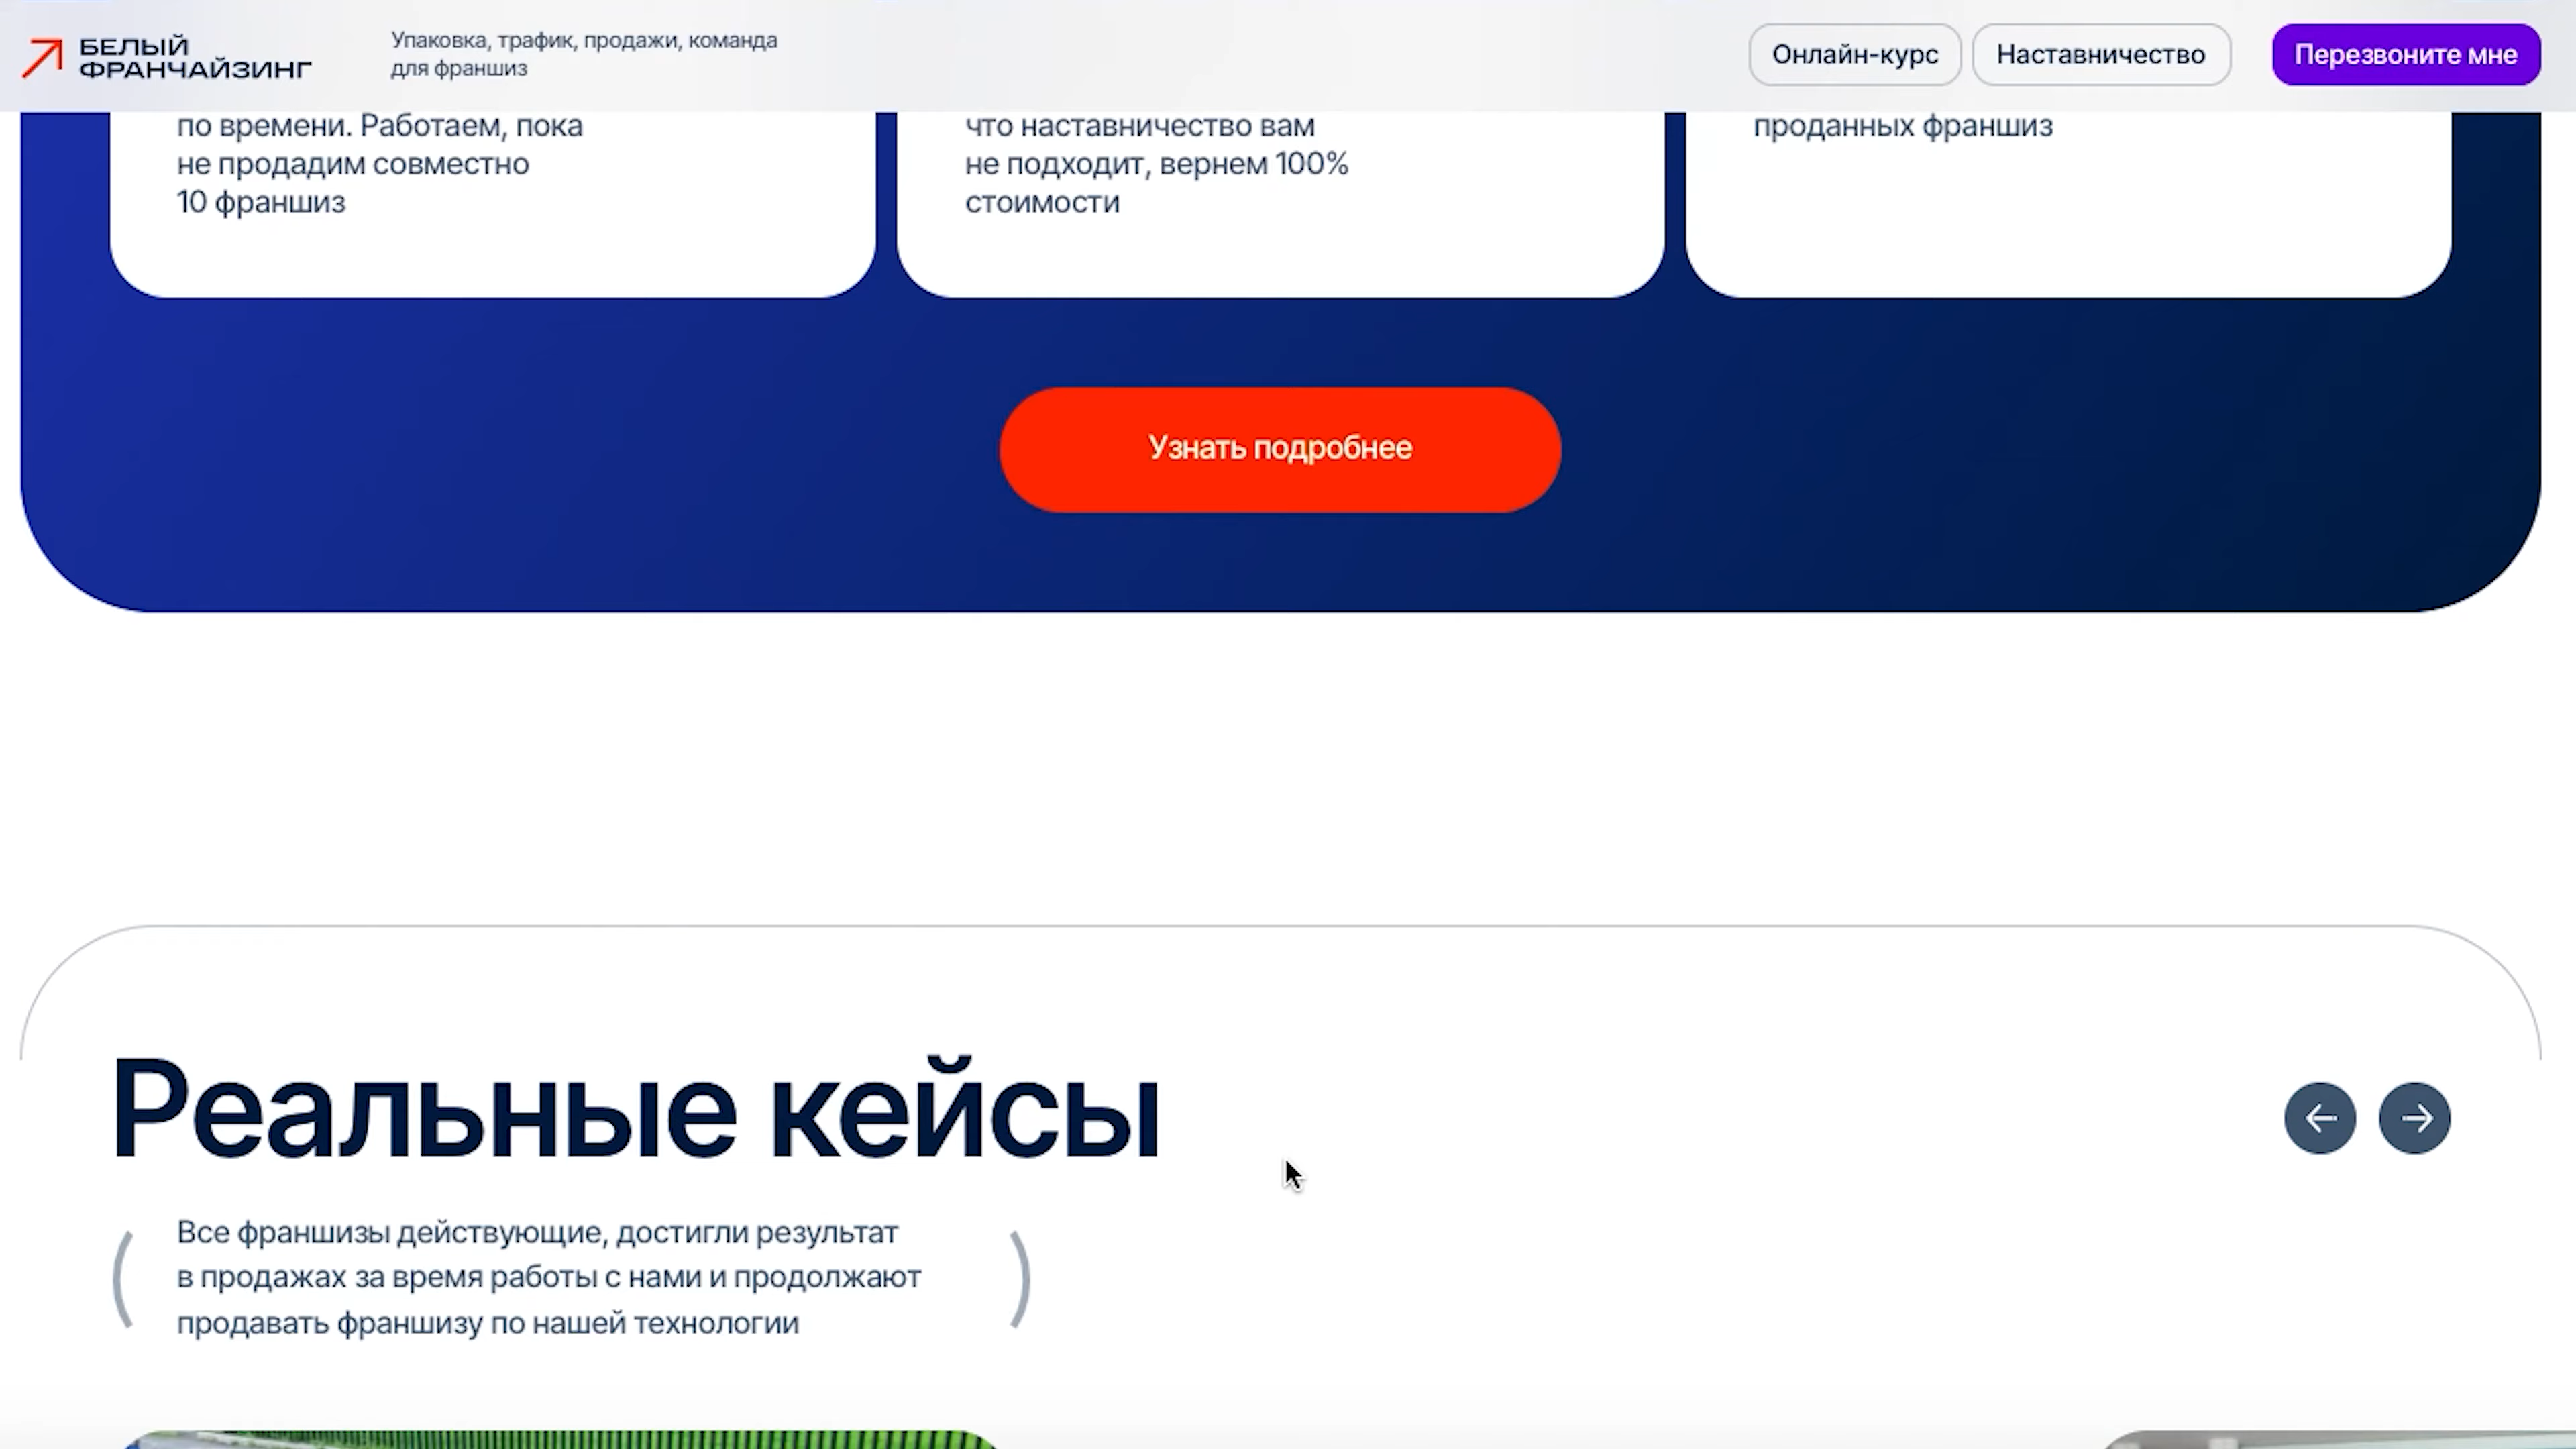 БЕЛЫЙ
ФРАНЧАЙЗИНГ
Упаковка, трафик, продажи, команда
для франшиз
Онлайн-курс
Наставничество
Перезвоните мне
по времени. Работаем, пока
не продадим совместно
10 франшиз
что наставничество вам
не подходит, вернем 100%
стоимости
проданных франшиз
Узнать подробнее
Реальные кейсы
Все франшизы действующие, достигли результат
в продажах за время работы с нами и продолжают
продавать франшизу по нашей технологии